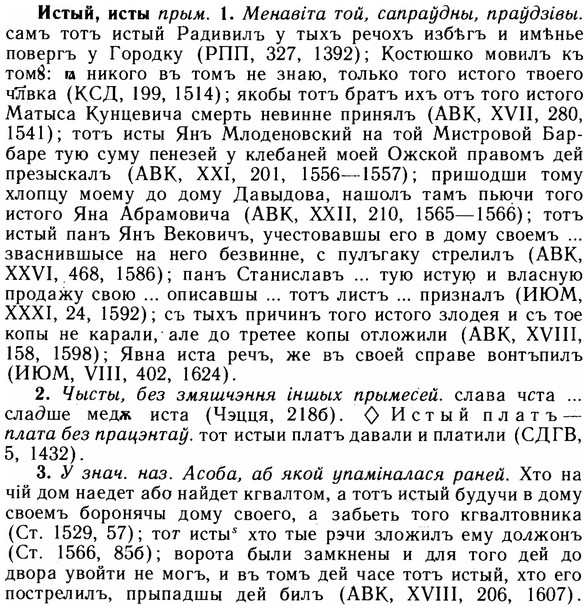 Истый, исты прым. 1. Менавіта той, сапраўдны, праўдзівы.
самъ тотъ истый Радивилъ у тыхъ речохъ избѣгъ и имѣнье
поверг у Городку (РПП, 327, 1392); Костюшко мовилъ къ
томȣ: ꙗ никого въ томъ не знаю, только того истого твоего
чл҃вка (КСД, 199, 1514); якобы тотъ братъ ихъ от того истого
Матыса Кунцевича смерть невинне принялъ (АВК, XVII, 280,
1541); тотъ исты Янъ Млоденовский на той Мистровой Бар-
баре тую суму пенезей у клебаней моей Ожской правомъ дей
презыскалъ (АВК, XXI, 201, 1556—1557); пришодши тому
хлопцу моему до дому Давыдова, нашолъ тамъ пьючи того
истого Яна Абрамовича (АВК, XXII, 210, 1565—1566); тотъ
истый панъ Янъ Вековичъ, учестовавшы его в дому своемъ ...
зваснившысе на него безвинне, с пулъгаку стрелилъ (АВК,
XXVI, 468, 1586); панъ Станиславъ ... тую истую и власную
продажу свою ... описавшы ... тотъ листъ ... призналъ (ИЮМ,
XXXI, 24, 1592); съ тыхъ причинъ того истого злодея и съ тое
копы не карали, але до третее копы отложили (АВК, XVIII,
158, 1598); Явна иста речъ, же въ своей справе вонтъпилъ
(ИЮМ, VIII, 402, 1624).
2. Чысты, без змяшчэння іншых прымесей. слава чста ...
сладше медѫ иста (Чэцця, 218б). ◇ Истый платъ —
плата без працэнтаў. тот истыи платъ давали и платили (СДГВ,
5, 1432).
3. У знач. наз. Асоба, аб якой упаміналася раней. Хто на
чій дом наедет або найдет кгвалтом, а тотъ истый будучи в дому
своемъ боронячы дому своего, а забьеть того кгвалтовника
(Ст. 1529, 57); тот истыˢ хто тые рэчи зложилъ ему должонъ
(Ст. 1566, 85б); ворота были замкнены и для того дей до
двора увойти не могъ, и въ томъ дей часе тотъ истый, хто его
пострелилъ, прыпадшы дей билъ (АВК, XVIII, 206, 1607).